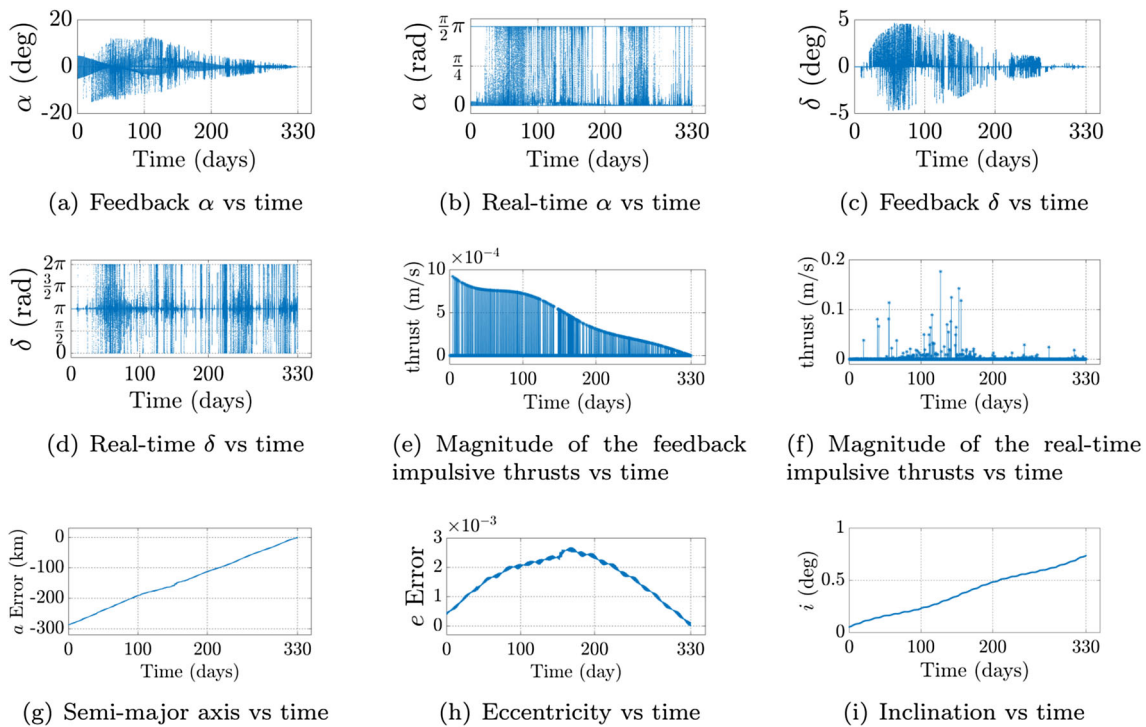 20
0
-20
α (deg)
0 100 200 330
Time (days)
(a) Feedback α vs time
π/2 π
π/4
0
α (rad)
0 100 200 330
Time (days)
(b) Real-time α vs time
5
0
-5
δ (deg)
0 100 200 330
Time (days)
(c) Feedback δ vs time
2π
3/2 π
π
π/2
0
δ (rad)
0 100 200 330
Time (days)
(d) Real-time δ vs time
×10⁻⁴
10
5
0
thrust (m/s)
0 100 200 330
Time (days)
(e) Magnitude of the feedback
impulsive thrusts vs time
0.2
0.1
0
thrust (m/s)
0 100 200 330
Time (days)
(f) Magnitude of the real-time
impulsive thrusts vs time
0
-100
-200
-300
a Error (km)
0 100 200 330
Time (days)
(g) Semi-major axis vs time
×10⁻³
3
2
1
0
e Error
0 100 200 330
Time (day)
(h) Eccentricity vs time
1
0.5
0
i (deg)
0 100 200 330
Time (days)
(i) Inclination vs time